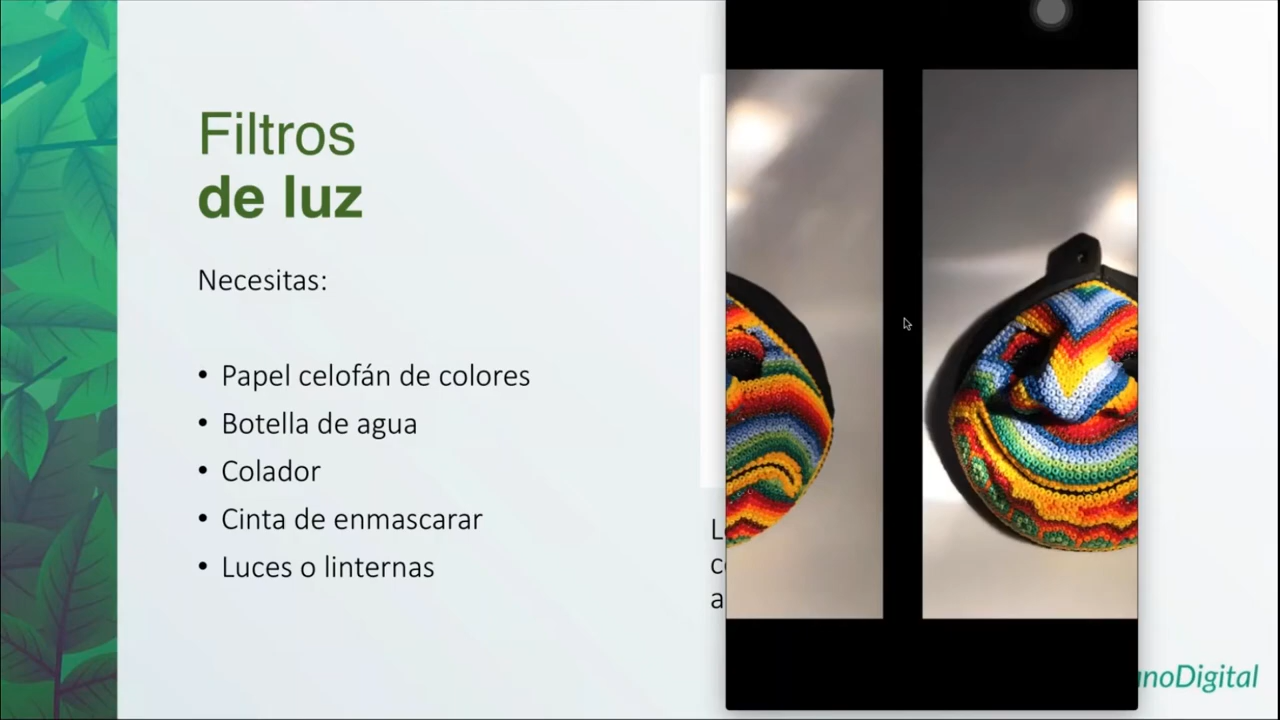 Filtros
de luz
Necesitas:
• Papel celofán de colores
• Botella de agua
• Colador
• Cinta de enmascarar
• Luces o linternas
noDigital